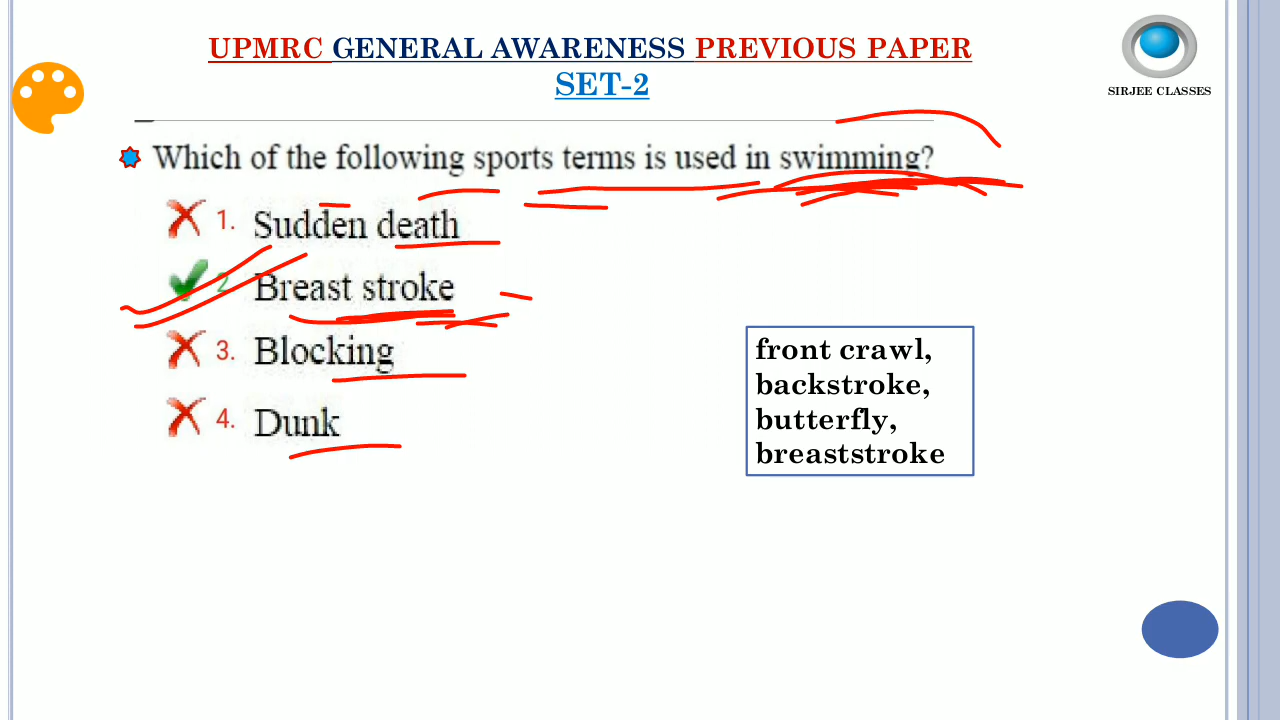 UPMRC GENERAL AWARENESS PREVIOUS PAPER
SET-2
SIRJEE CLASSES
Which of the following sports terms is used in swimming?
1. Sudden death
2. Breast stroke
3. Blocking
4. Dunk
front crawl,
backstroke,
butterfly,
breaststroke